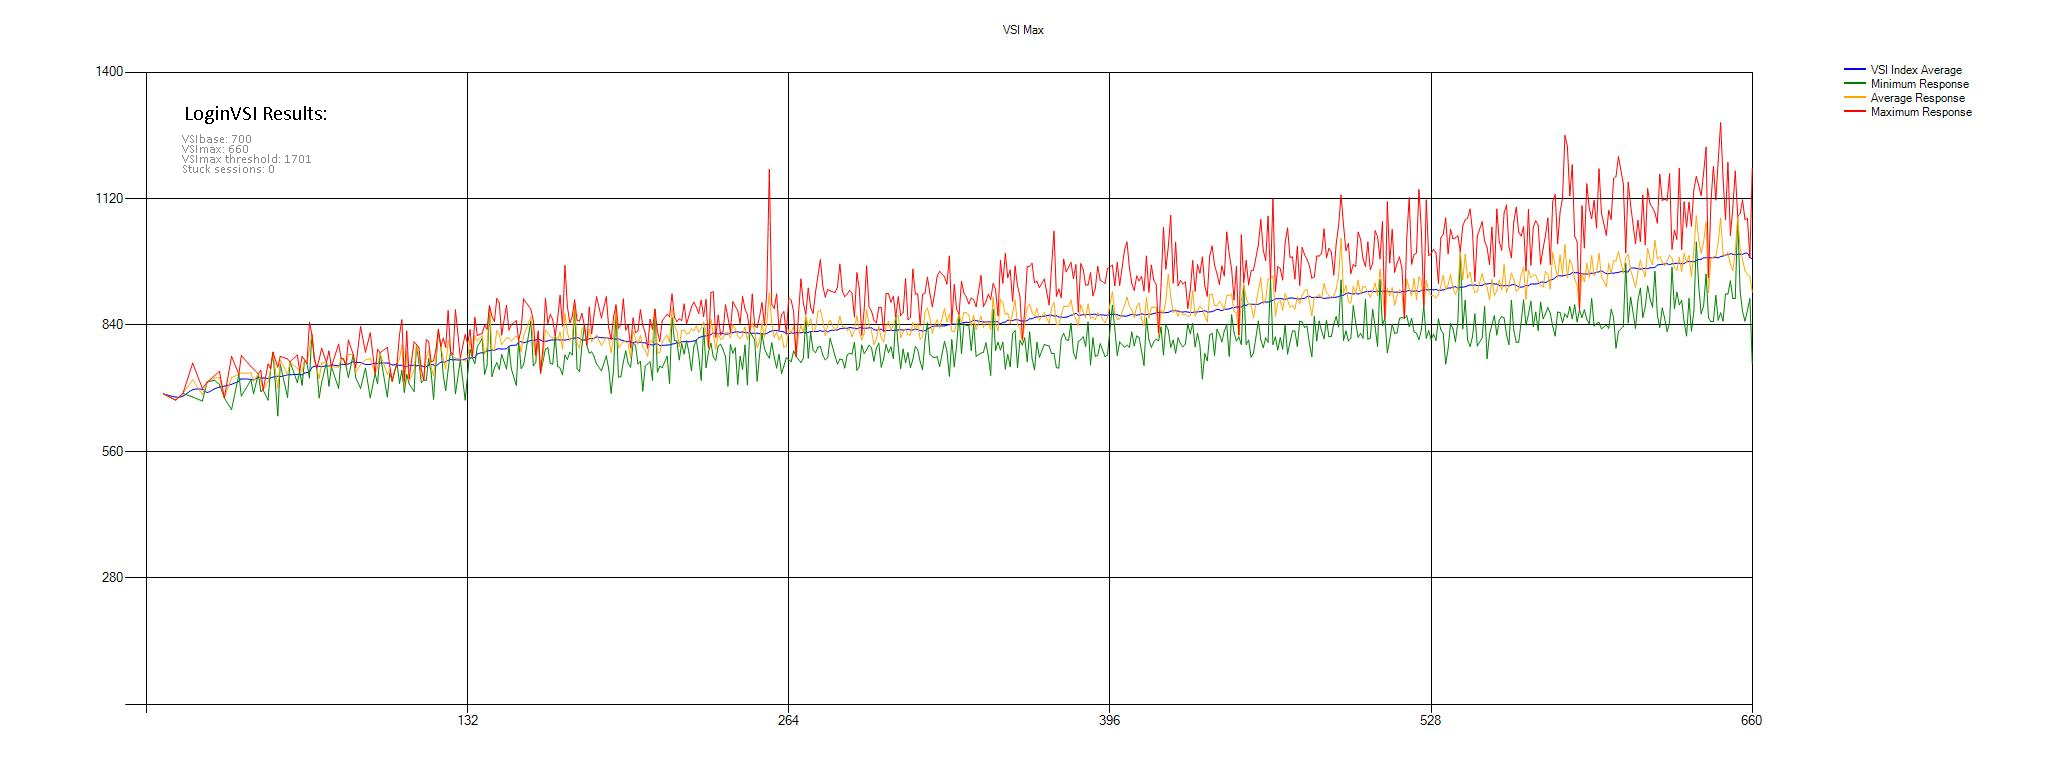 VSI Max
1400
1120
840
560
280
LoginVSI Results:
VSIbase: 700
VSImax: 660
VSImax threshold: 1701
Stuck sessions: 0
132
264
396
528
660
VSI Index Average
Minimum Response
Average Response
Maximum Response